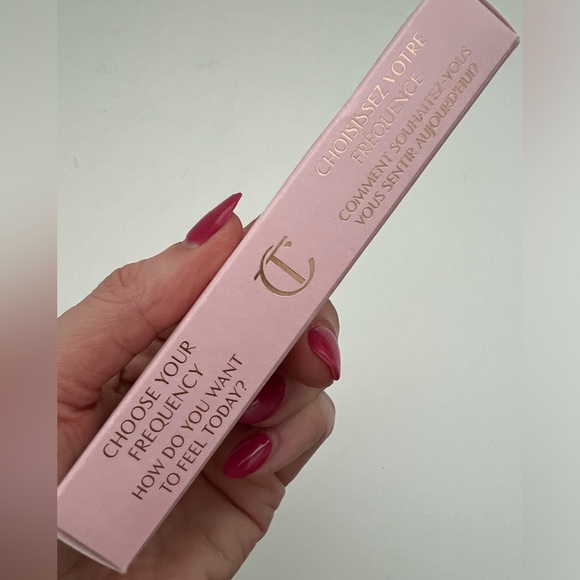 CHOISISSEZ VOTRE
FRÉQUENCE
COMMENT SOUHAITEZ-VOUS
VOUS SENTIR AUJOURD'HUI?
CT
CHOOSE YOUR
FREQUENCY
HOW DO YOU WANT
TO FEEL TODAY?